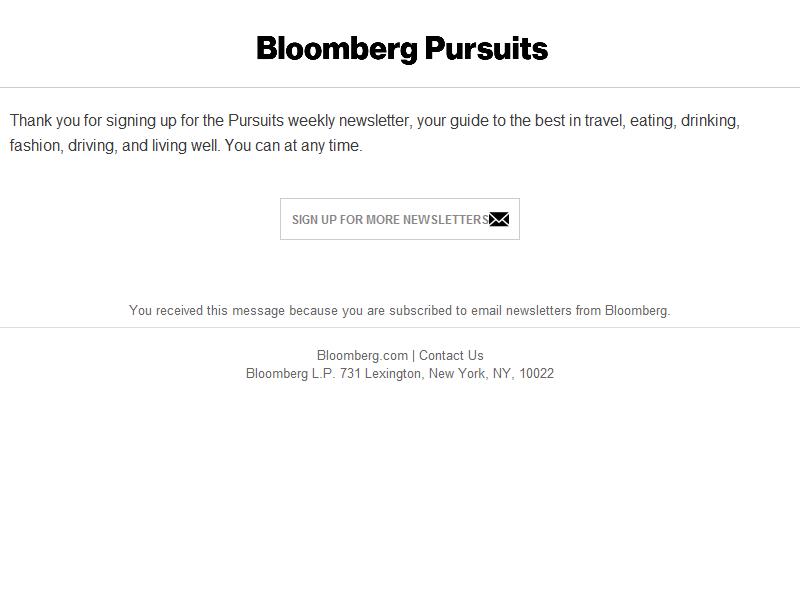 Bloomberg Pursuits
Thank you for signing up for the Pursuits weekly newsletter, your guide to the best in travel, eating, drinking,
fashion, driving, and living well. You can at any time.
SIGN UP FOR MORE NEWSLETTERS
You received this message because you are subscribed to email newsletters from Bloomberg.
Bloomberg.com | Contact Us
Bloomberg L.P. 731 Lexington, New York, NY, 10022